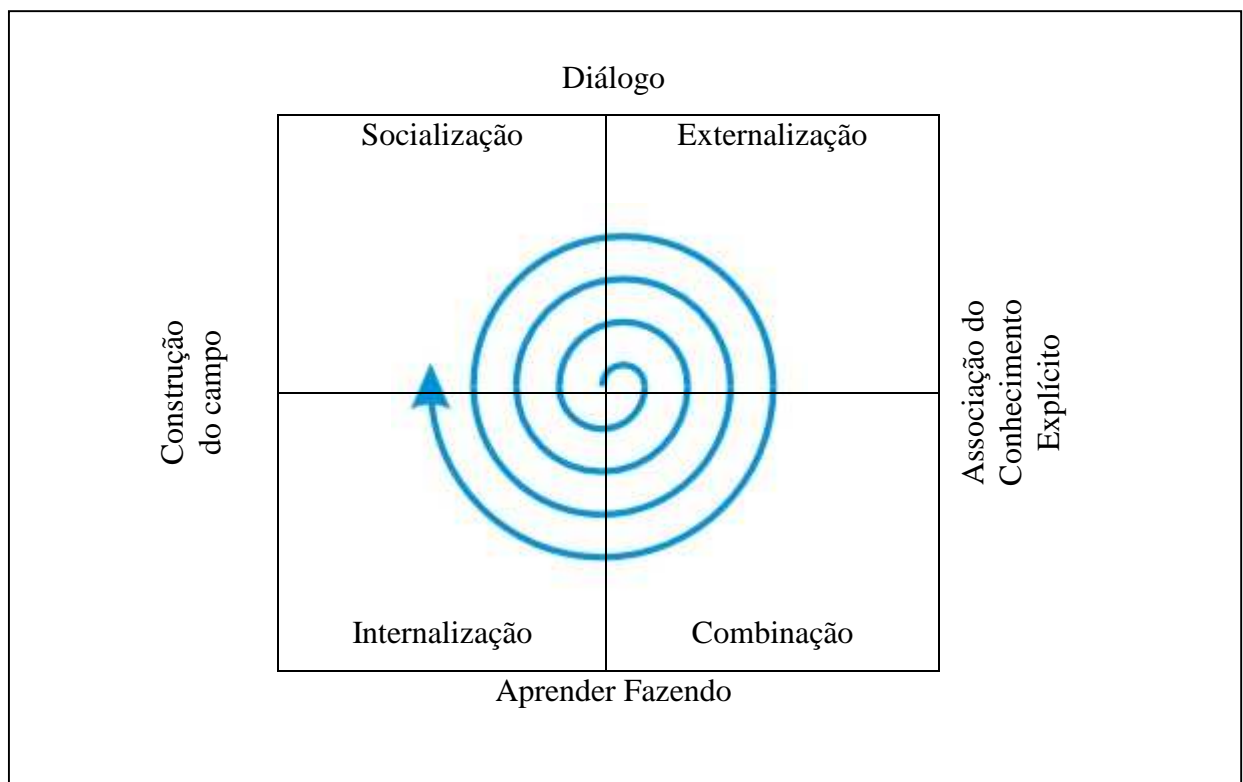 Diálogo
Socialização
Externalização
Construção
do campo
Associação do
Conhecimento
Explícito
Internalização
Combinação
Aprender Fazendo